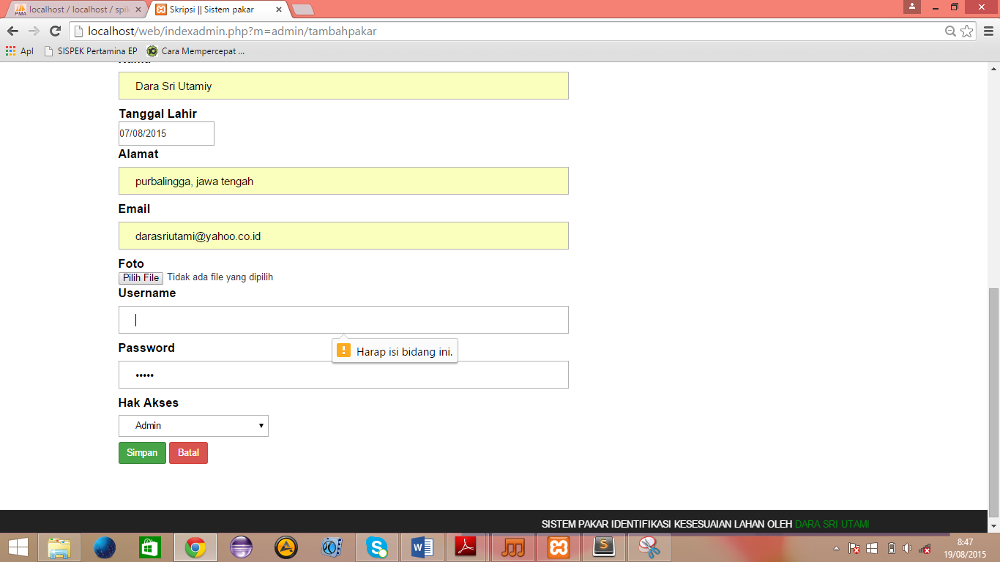 localhost / localhost / spik
Skripsi || Sistem pakar
localhost/web/indexadmin.php?m=admin/tambahpakar
Apl
SISPEK Pertamina EP
Cara Mempercepat ...
Dara Sri Utamiy
Tanggal Lahir
07/08/2015
Alamat
purbalingga, jawa tengah
Email
darasriutami@yahoo.co.id
Foto
Pilih File Tidak ada file yang dipilih
Username
Harap isi bidang ini.
Password
•••••
Hak Akses
Admin
Simpan Batal
SISTEM PAKAR IDENTIFIKASI KESESUAIAN LAHAN OLEH DARA SRI UTAMI
8:47
19/08/2015